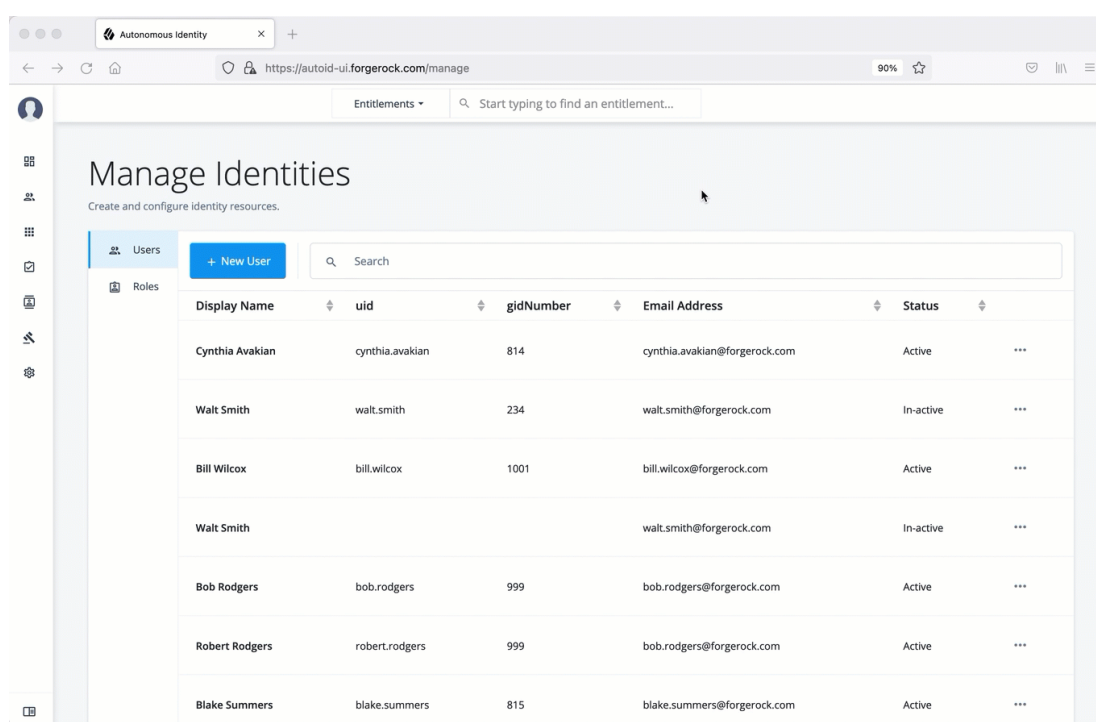 Autonomous Identity
https://autoid-ui.forgerock.com/manage
90%
Entitlements
Start typing to find an entitlement...
Manage Identities
Create and configure identity resources.
Users
Roles
+ New User
Search
Display Name uid gidNumber Email Address Status
Cynthia Avakian cynthia.avakian 814 cynthia.avakian@forgerock.com Active
Walt Smith walt.smith 234 walt.smith@forgerock.com In-active
Bill Wilcox bill.wilcox 1001 bill.wilcox@forgerock.com Active
Walt Smith walt.smith@forgerock.com In-active
Bob Rodgers bob.rodgers 999 bob.rodgers@forgerock.com Active
Robert Rodgers robert.rodgers 999 bob.rodgers@forgerock.com Active
Blake Summers blake.summers 815 blake.summers@forgerock.com Active